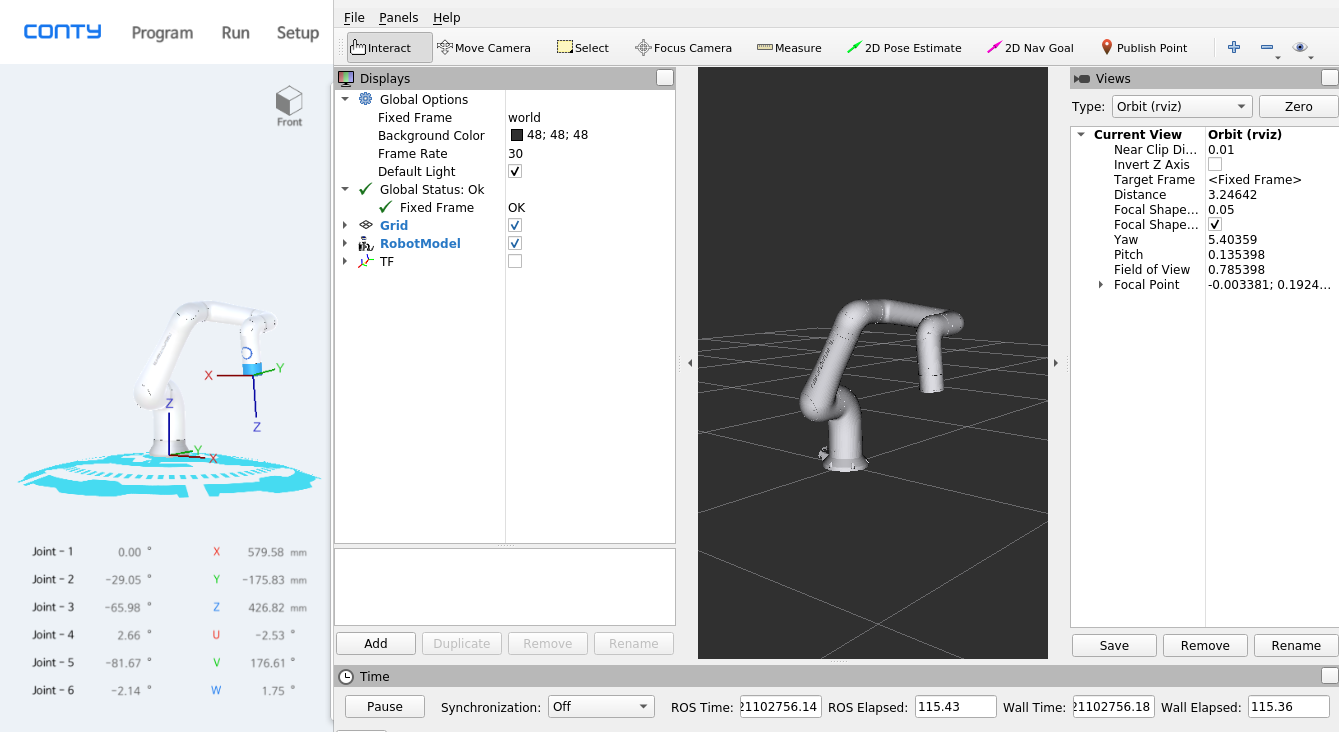 CONTY Program Run Setup
Front
X Y
Z
Z
Y
X
Joint - 1 0.00 ° X 579.58 mm
Joint - 2 -29.05 ° Y -175.83 mm
Joint - 3 -65.98 ° Z 426.82 mm
Joint - 4 2.66 ° U -2.53 °
Joint - 5 -81.67 ° V 176.61 °
Joint - 6 -2.14 ° W 1.75 °
File Panels Help
Interact Move Camera Select Focus Camera Measure 2D Pose Estimate 2D Nav Goal Publish Point
Displays
Global Options
Fixed Frame world
Background Color 48; 48; 48
Frame Rate 30
Default Light
Global Status: Ok
Fixed Frame OK
Grid
RobotModel
TF
Add Duplicate Remove Rename
Views
Type: Orbit (rviz) Zero
Current View Orbit (rviz)
Near Clip Di... 0.01
Invert Z Axis
Target Frame <Fixed Frame>
Distance 3.24642
Focal Shape... 0.05
Focal Shape...
Yaw 5.40359
Pitch 0.135398
Field of View 0.785398
Focal Point -0.003381; 0.1924...
Save Remove Rename
Time
Pause Synchronization: Off ROS Time: 21102756.14 ROS Elapsed: 115.43 Wall Time: 21102756.18 Wall Elapsed: 115.36